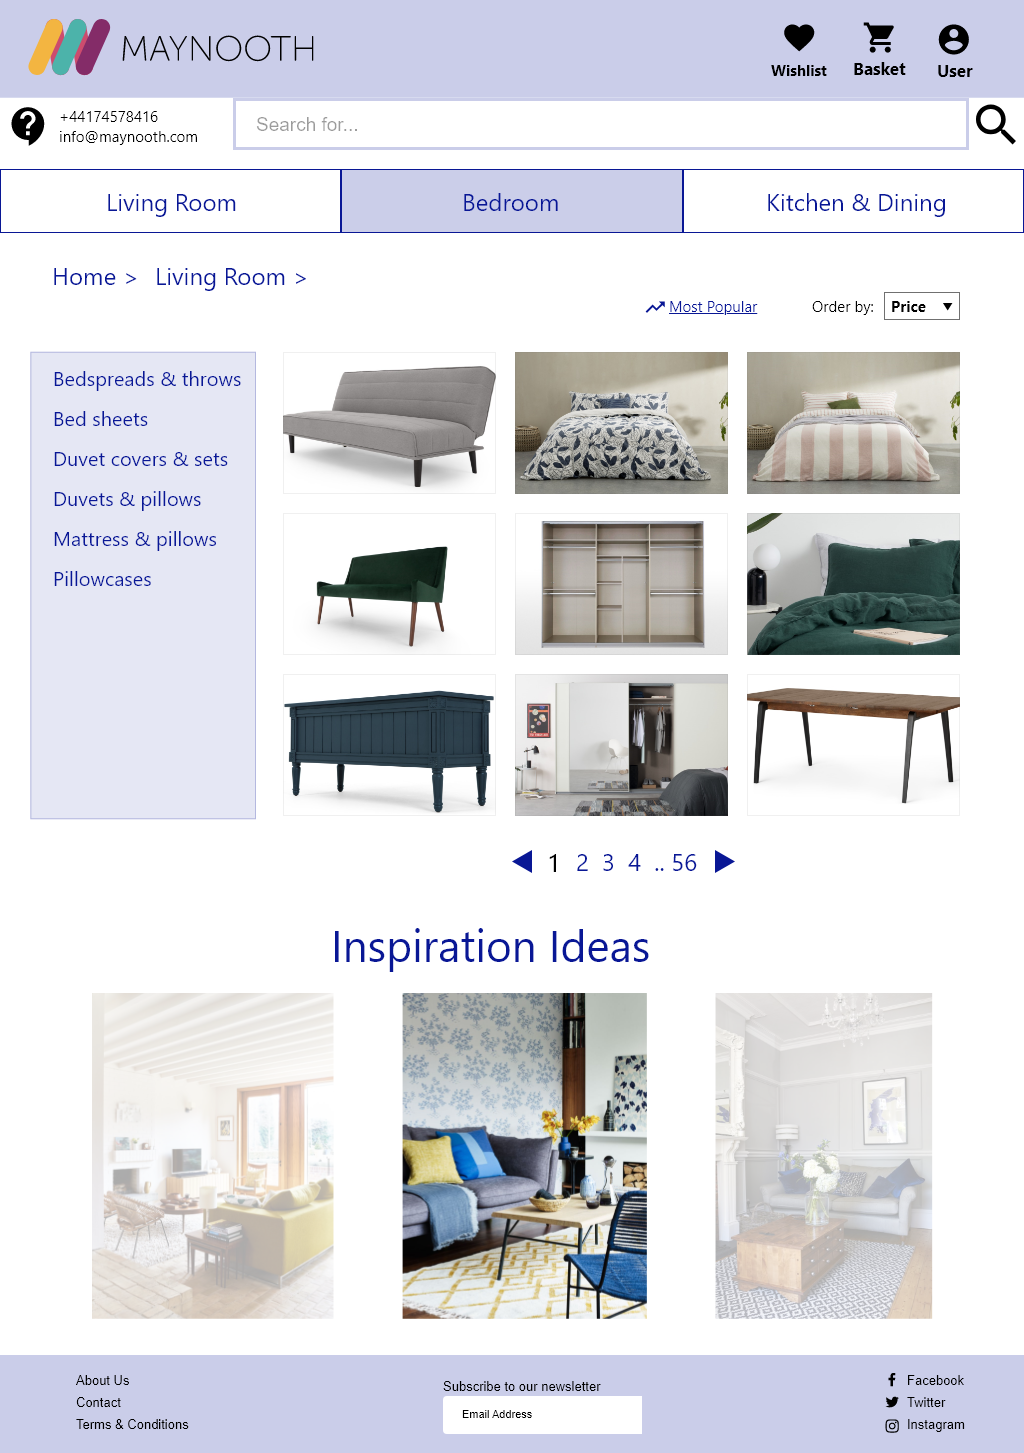 MAYNOOTH
Wishlist
Basket
User
+44174578416
info@maynooth.com
Search for...
Living Room
Bedroom
Kitchen & Dining
Home >
Living Room >
Most Popular
Order by:
Price
Bedspreads & throws
Bed sheets
Duvet covers & sets
Duvets & pillows
Mattress & pillows
Pillowcases
1 2 3 4 .. 56
Inspiration Ideas
About Us
Contact
Terms & Conditions
Subscribe to our newsletter
Email Address
Facebook
Twitter
Instagram